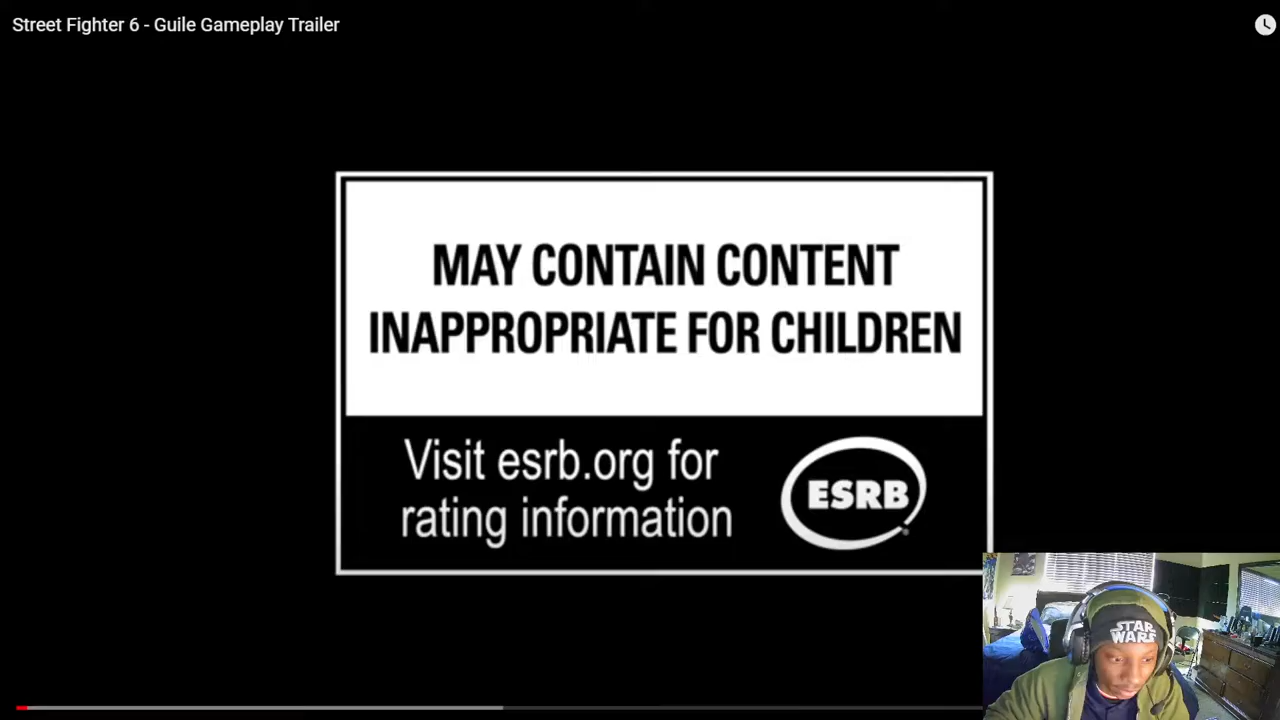 Street Fighter 6 - Guile Gameplay Trailer
MAY CONTAIN CONTENT
INAPPROPRIATE FOR CHILDREN
Visit esrb.org for
rating information
ESRB
STAR
WARS